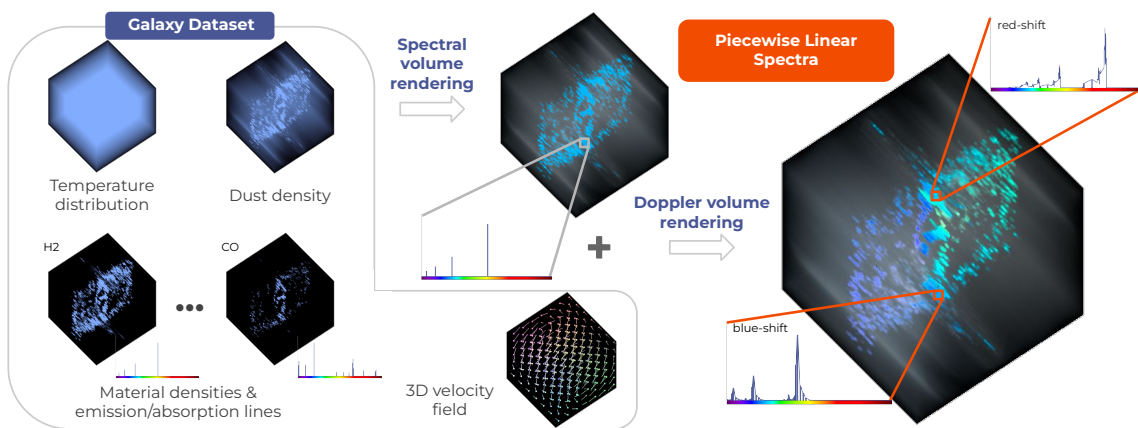 Galaxy Dataset
Temperature
distribution
Dust density
H2
•••
CO
Material densities &
emission/absorption lines
3D velocity
field
Spectral
volume
rendering
+
Doppler volume
rendering
Piecewise Linear
Spectra
red-shift
blue-shift